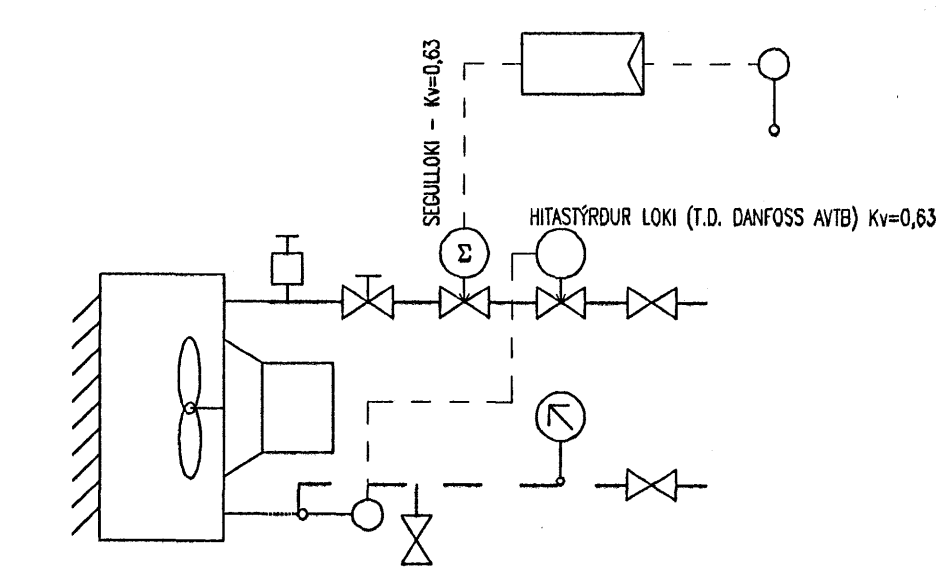 SEGULLOKI - Kv=0,63
HITASTÝRÐUR LOKI (T.D. DANFOSS AVTB) Kv=0,63
Σ